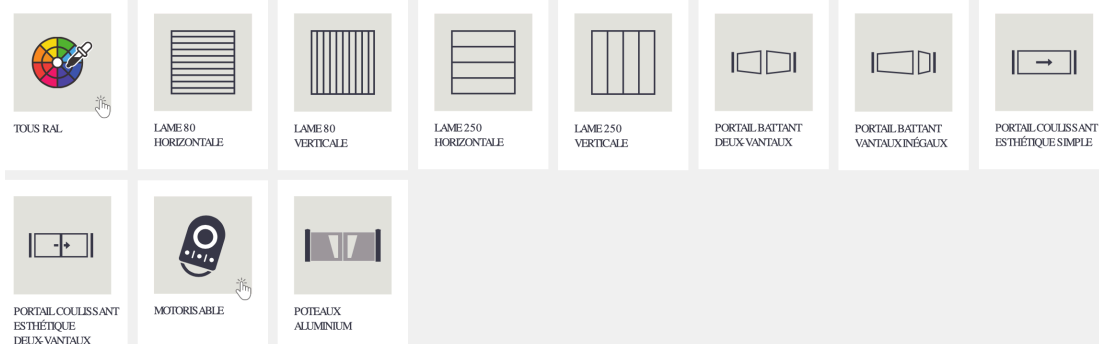 TOUS RAL
LAME 80
HORIZONTALE
LAME 80
VERTICALE
LAME 250
HORIZONTALE
LAME 250
VERTICALE
PORTAIL BATTANT
DEUX-VANTAUX
PORTAIL BATTANT
VANTAUX INÉGAUX
PORTAIL COULISSANT
ESTHÉTIQUE SIMPLE
PORTAIL COULISSANT
ESTHÉTIQUE
DEUX-VANTAUX
MOTORISABLE
POTEAUX
ALUMINIUM